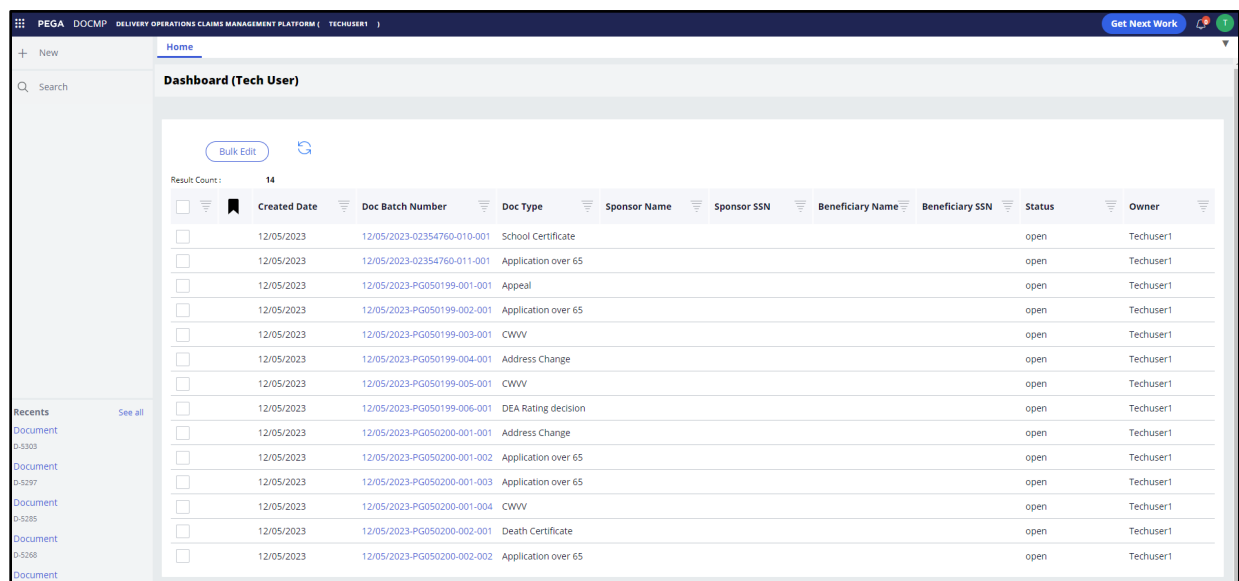 PEGA DOCMP DELIVERY OPERATIONS CLAIMS MANAGEMENT PLATFORM ( TECHUSER1 ) Get Next Work T
+ New
Search
Home
Dashboard (Tech User)
Bulk Edit
Result Count : 14
Created Date Doc Batch Number Doc Type Sponsor Name Sponsor SSN Beneficiary Name Beneficiary SSN Status Owner
12/05/2023 12/05/2023-02354760-010-001 School Certificate open Techuser1
12/05/2023 12/05/2023-02354760-011-001 Application over 65 open Techuser1
12/05/2023 12/05/2023-PG050199-001-001 Appeal open Techuser1
12/05/2023 12/05/2023-PG050199-002-001 Application over 65 open Techuser1
12/05/2023 12/05/2023-PG050199-003-001 CWVV open Techuser1
12/05/2023 12/05/2023-PG050199-004-001 Address Change open Techuser1
12/05/2023 12/05/2023-PG050199-005-001 CWVV open Techuser1
12/05/2023 12/05/2023-PG050199-006-001 DEA Rating decision open Techuser1
12/05/2023 12/05/2023-PG050200-001-001 Address Change open Techuser1
12/05/2023 12/05/2023-PG050200-001-002 Application over 65 open Techuser1
12/05/2023 12/05/2023-PG050200-001-003 Application over 65 open Techuser1
12/05/2023 12/05/2023-PG050200-001-004 CWVV open Techuser1
12/05/2023 12/05/2023-PG050200-002-001 Death Certificate open Techuser1
12/05/2023 12/05/2023-PG050200-002-002 Application over 65 open Techuser1
Recents See all
Document
D-5303
Document
D-5297
Document
D-5285
Document
D-5268
Document